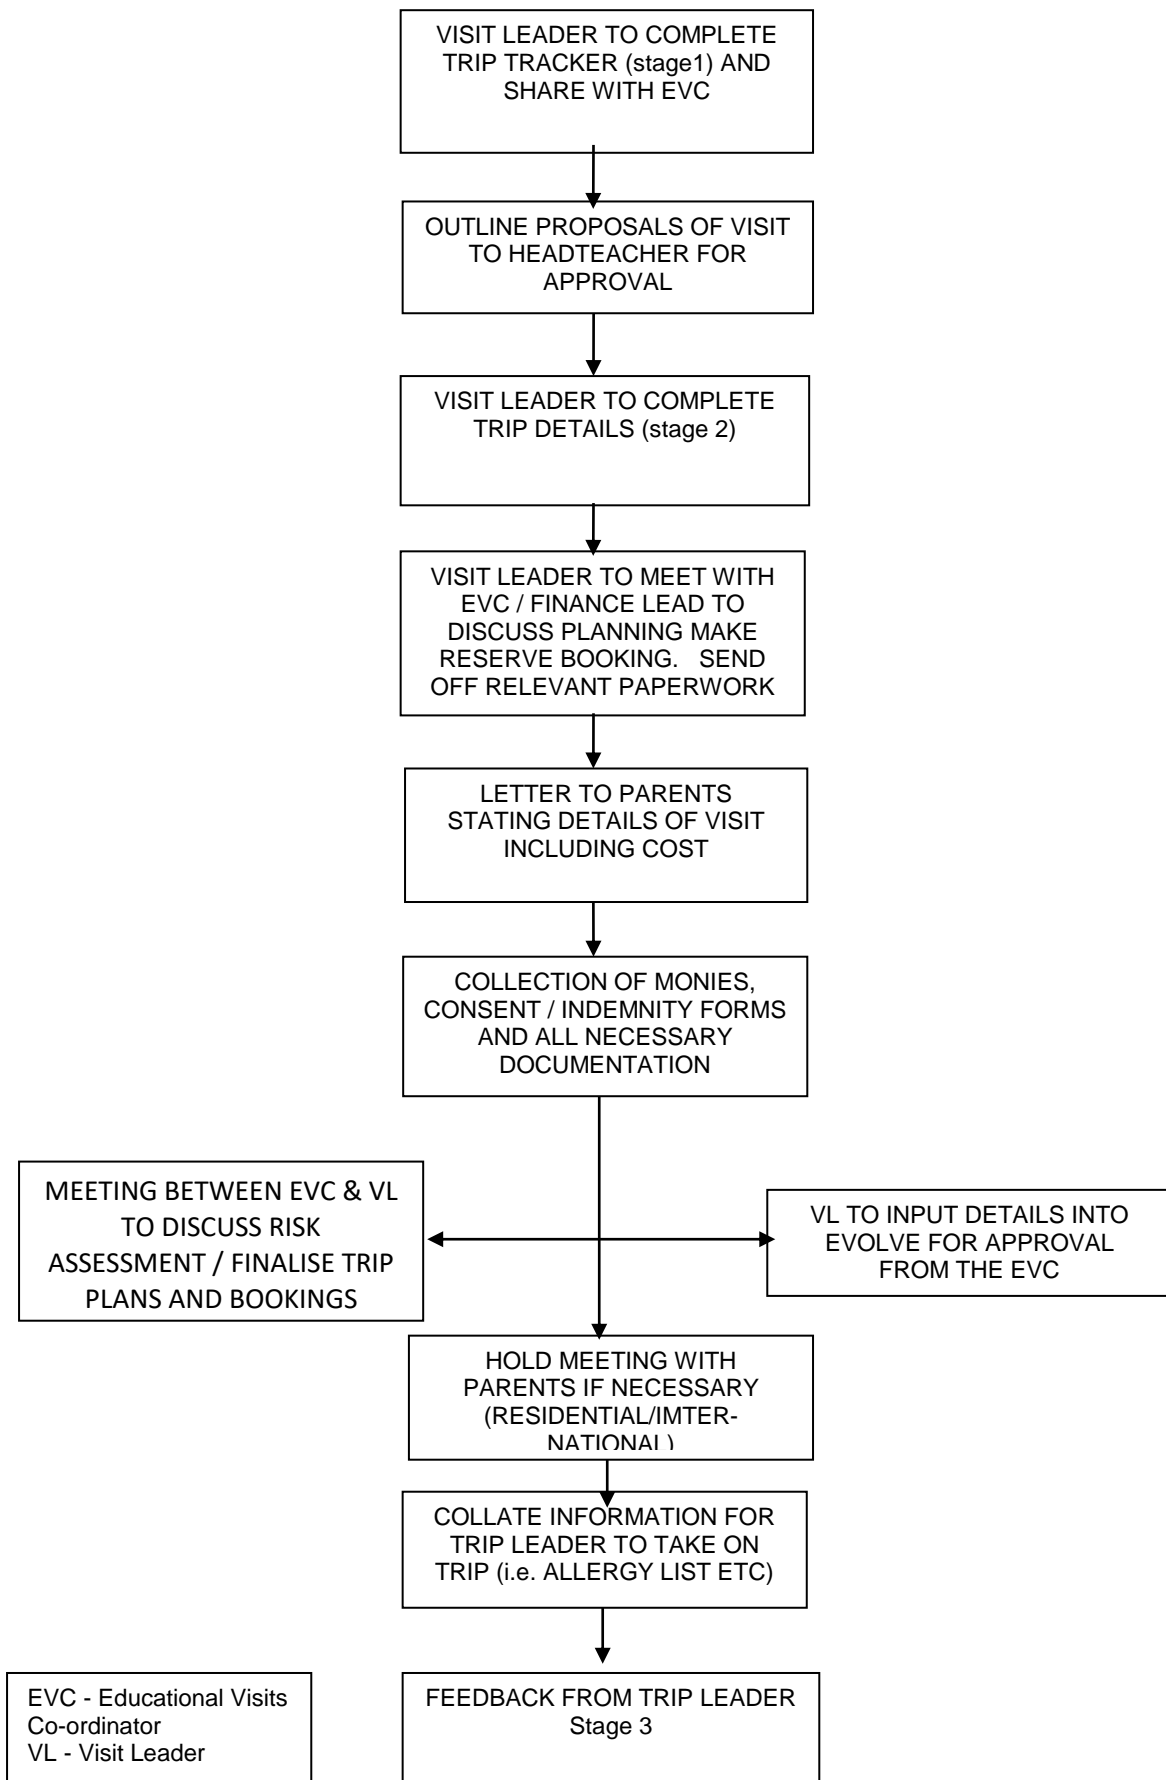 VISIT LEADER TO COMPLETE
TRIP TRACKER (stage1) AND
SHARE WITH EVC
OUTLINE PROPOSALS OF VISIT
TO HEADTEACHER FOR
APPROVAL
VISIT LEADER TO COMPLETE
TRIP DETAILS (stage 2)
VISIT LEADER TO MEET WITH
EVC / FINANCE LEAD TO
DISCUSS PLANNING MAKE
RESERVE BOOKING.   SEND
OFF RELEVANT PAPERWORK
LETTER TO PARENTS
STATING DETAILS OF VISIT
INCLUDING COST
COLLECTION OF MONIES,
CONSENT / INDEMNITY FORMS
AND ALL NECESSARY
DOCUMENTATION
MEETING BETWEEN EVC & VL
TO DISCUSS RISK
ASSESSMENT / FINALISE TRIP
PLANS AND BOOKINGS
VL TO INPUT DETAILS INTO
EVOLVE FOR APPROVAL
FROM THE EVC
HOLD MEETING WITH
PARENTS IF NECESSARY
(RESIDENTIAL/IMTER-
NATIONAL)
COLLATE INFORMATION FOR
TRIP LEADER TO TAKE ON
TRIP (i.e. ALLERGY LIST ETC)
FEEDBACK FROM TRIP LEADER
Stage 3
EVC - Educational Visits
Co-ordinator
VL - Visit Leader